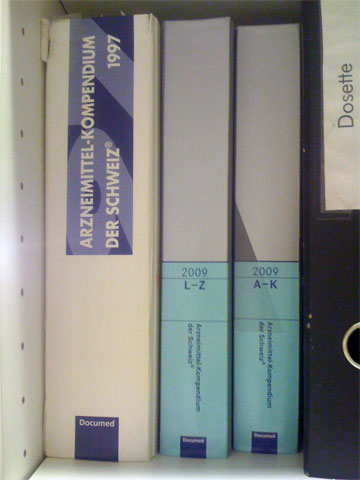 ARZNEIMITTEL-KOMPENDIUM
DER SCHWEIZ® 1997
Documed
2009
L–Z
Arzneimittel-Kompendium
der Schweiz®
Documed
2009
A–K
Arzneimittel-Kompendium
der Schweiz®
Documed
Dosette